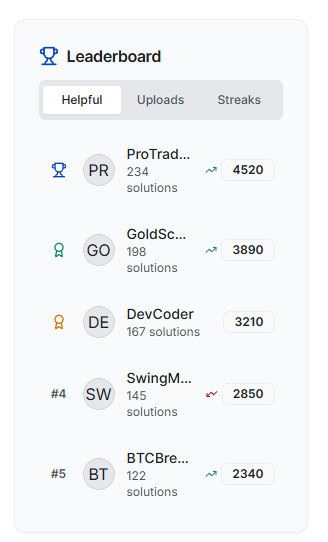 Leaderboard
Helpful Uploads Streaks
PR ProTrad... 4520
234
solutions
GO GoldSc... 3890
198
solutions
DE DevCoder 3210
167 solutions
#4 SW SwingM... 2850
145
solutions
#5 BT BTCBre... 2340
122
solutions